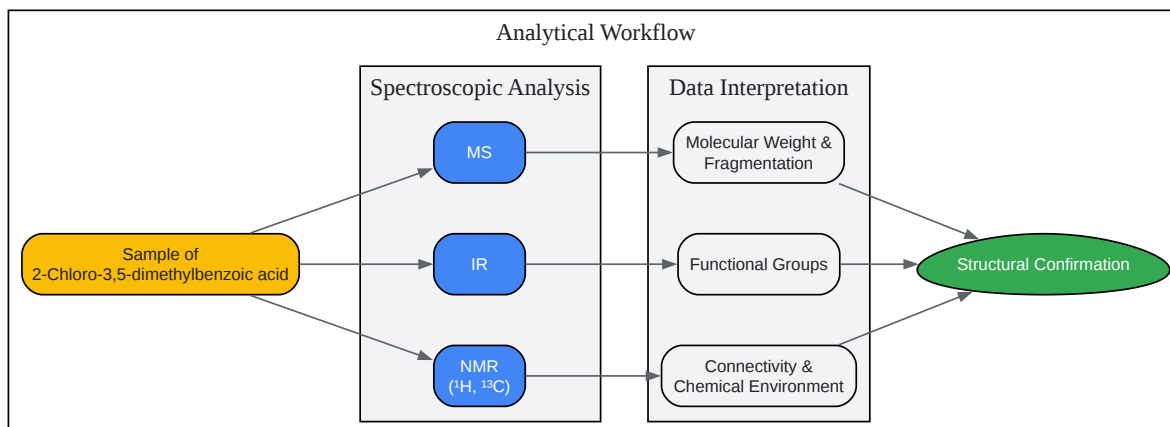 Analytical Workflow
Spectroscopic Analysis
Data Interpretation
MS
Molecular Weight &
Fragmentation
Sample of
2-Chloro-3,5-dimethylbenzoic acid
IR
Functional Groups
Structural Confirmation
NMR
(¹H, ¹³C)
Connectivity &
Chemical Environment